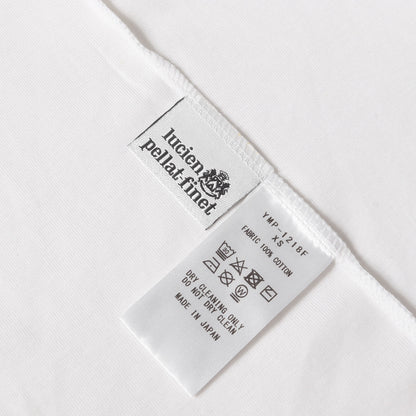 lucien
pellat-finet
YMP-1218F
XS
FABRIC 100% COTTON
DRY CLEANING ONLY
DO NOT DRY CLEAN
MADE IN JAPAN